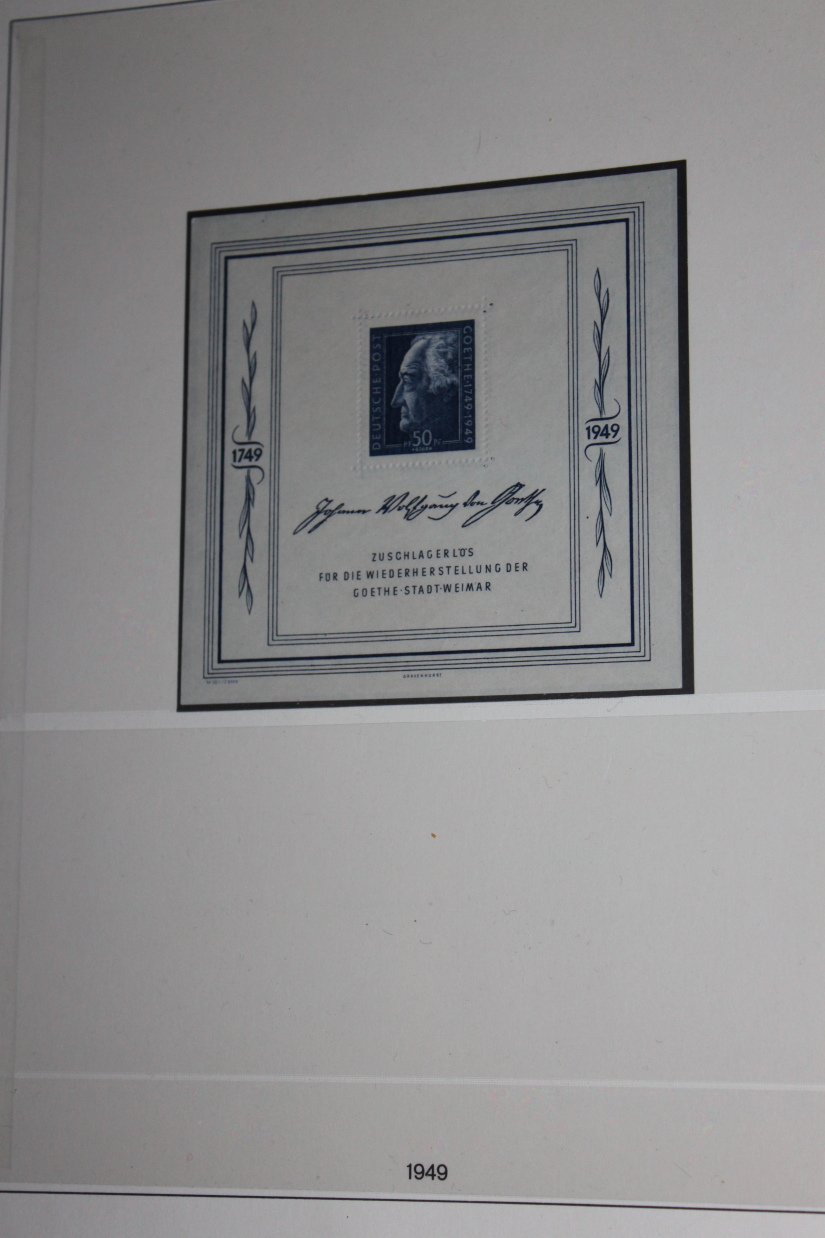 DEUTSCHE·POST
GOETHE·1749·1949
50
1749
1949
Johann Wolfgang von Goethe
ZUSCHLAGERLÖS
FÜR DIE WIEDERHERSTELLUNG DER
GOETHE·STADT·WEIMAR
1949